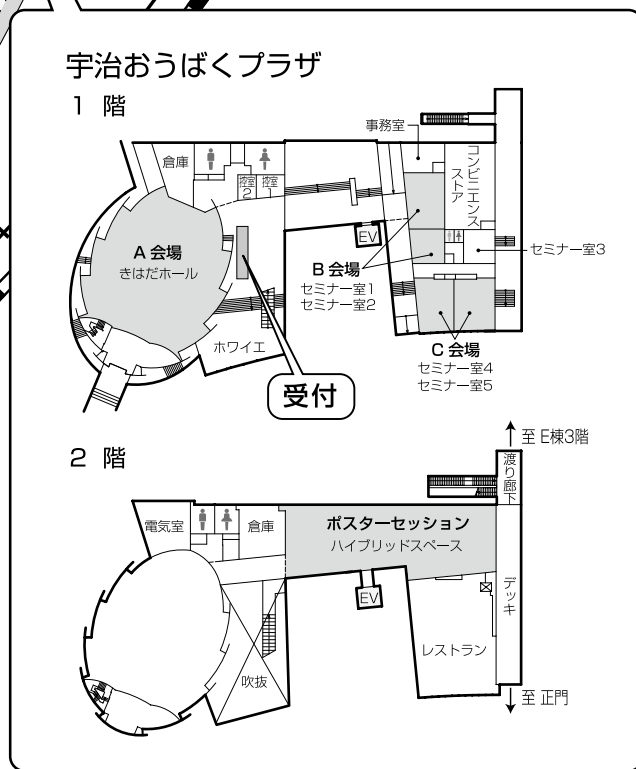 宇治おうばくプラザ
1 階
事務室
倉庫
控室2
控室1
コンビニエンスストア
A 会場
きはだホール
EV
B 会場
セミナー室1
セミナー室2
セミナー室3
ホワイエ
C 会場
セミナー室4
セミナー室5
受付
2 階
至 E棟3階
渡り廊下
電気室
倉庫
ポスターセッション
ハイブリッドスペース
EV
デッキ
レストラン
吹抜
至 正門